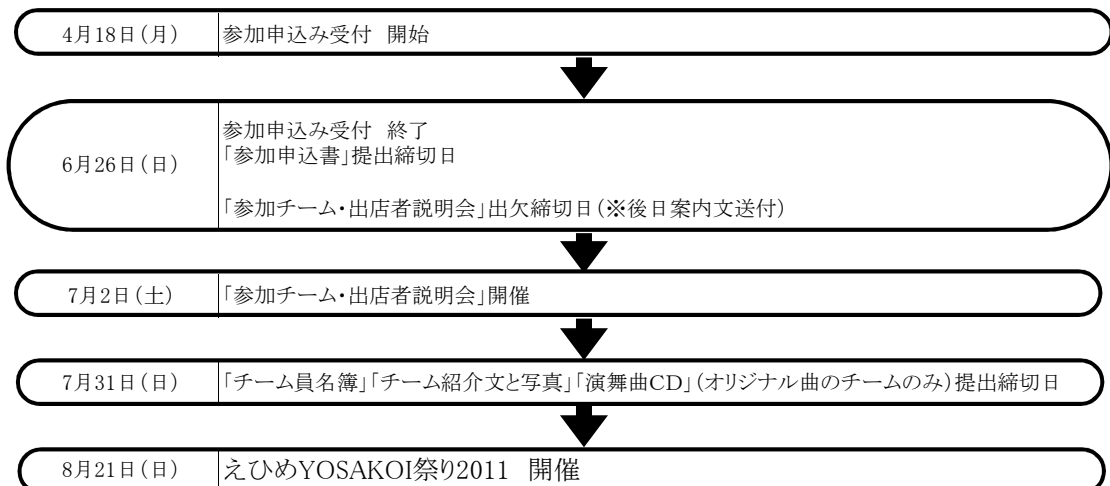 4月18日(月) 参加申込み受付 開始
参加申込み受付 終了
「参加申込書」提出締切日
6月26日(日)
「参加チーム・出店者説明会」出欠締切日(※後日案内文送付)
7月2日(土) 「参加チーム・出店者説明会」開催
7月31日(日) 「チーム員名簿」「チーム紹介文と写真」「演舞曲CD」(オリジナル曲のチームのみ)提出締切日
8月21日(日) えひめYOSAKOI祭り2011 開催